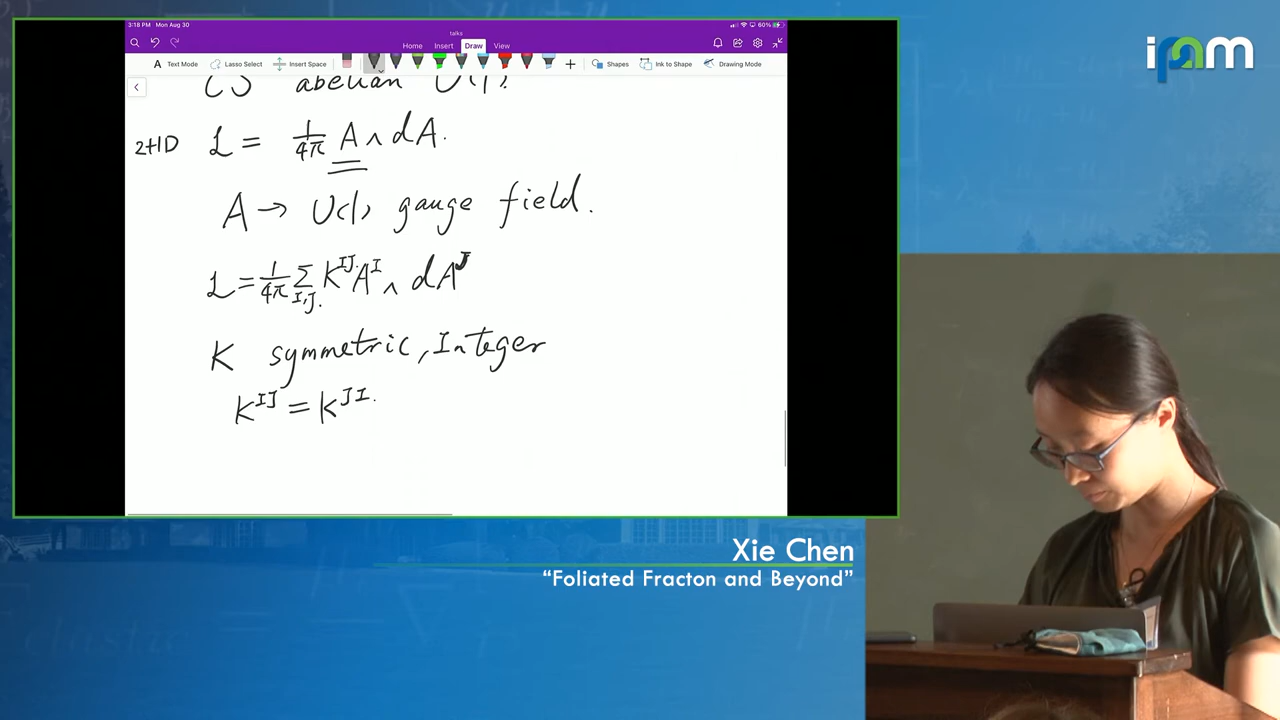 3:18 PM Mon Aug 30
60%
talks
Home Insert Draw View
Text Mode Lasso Select Insert Space Shapes Ink to Shape Drawing Mode
CS abelian U(1).
2+1D L = 1/4π A ∧ dA.
A → U(1) gauge field.
L = 1/4π Σ_{I,J} K^{IJ} A^I ∧ dA^J
K symmetric, Integer
K^{IJ} = K^{JI}.
ipam
Xie Chen
“Foliated Fracton and Beyond”